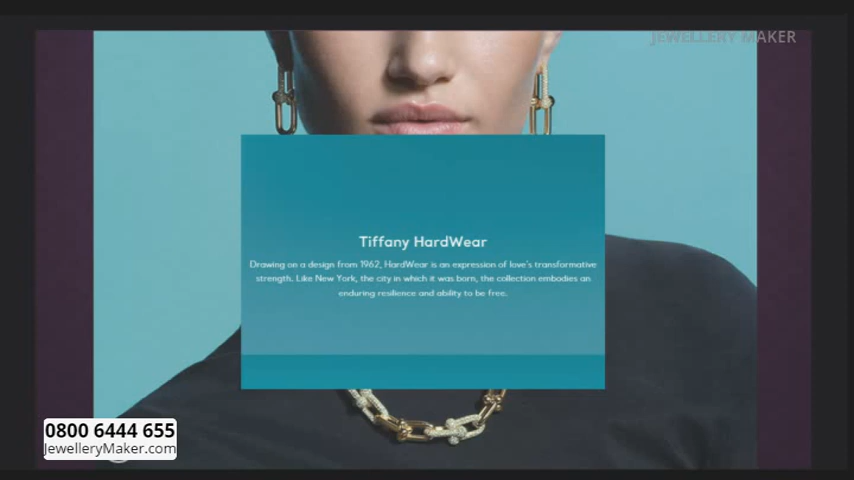 JEWELLERY MAKER
Tiffany HardWear
Drawing on a design from 1962, HardWear is an expression of love's transformative
strength. Like New York, the city in which it was born, the collection embodies an
enduring resilience and ability to be free.
0800 6444 655
JewelleryMaker.com